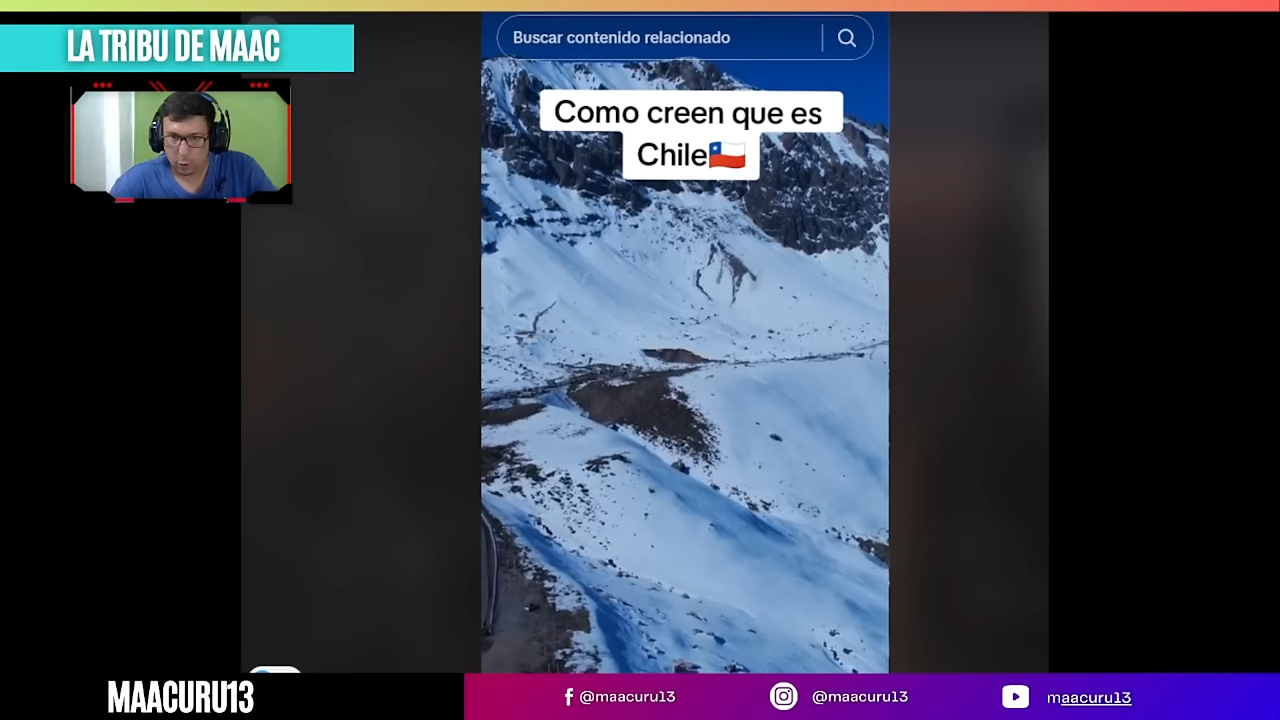 LA TRIBU DE MAAC
Buscar contenido relacionado
Como creen que es
Chile🇨🇱
MAACURU13
@maacuru13
@maacuru13
maacuru13